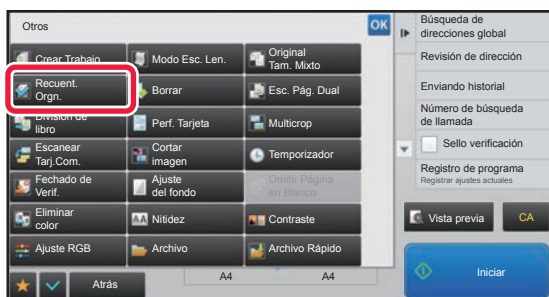 Otros
OK
Crear Trabajo
Modo Esc. Len.
Original
Tam. Mixto
Recuent.
Orgn.
Borrar
Esc. Pág. Dual
División de
libro
Perf. Tarjeta
Multicrop
Escanear
Tarj.Com.
Cortar
imagen
Temporizador
Fechado de
Verif.
Ajuste
del fondo
Omitir Página
en Blanco
Eliminar
color
AA Nitidez
Contraste
Ajuste RGB
Archivo
Archivo Rápido
Atrás
A4
A4
Búsqueda de
direcciones global
Revisión de dirección
Enviando historial
Número de búsqueda
de llamada
Sello verificación
Registro de programa
Registrar ajustes actuales
Vista previa
CA
Iniciar